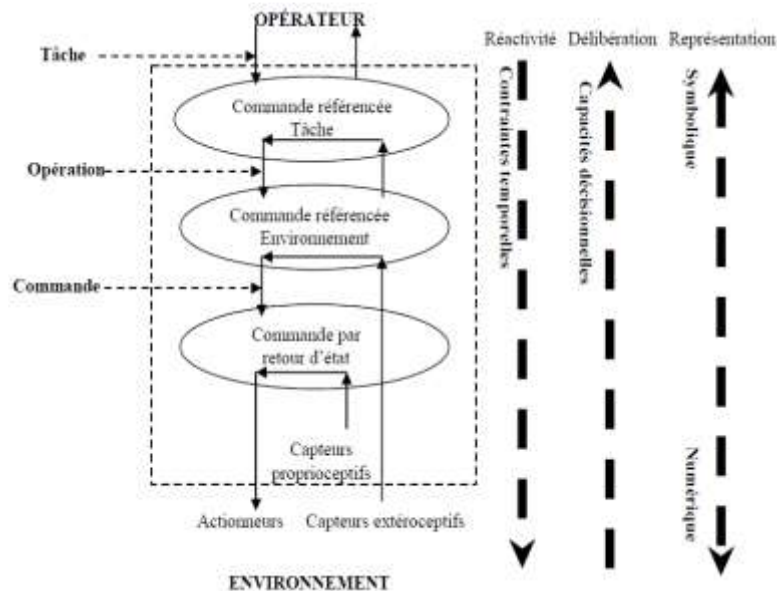 OPÉRATEUR
Réactivité Délibération Représentation
Tâche
Commande référencée
Tâche
Opération
Commande référencée
Environnement
Commande
Commande par
retour d'état
Capteurs
proprioceptifs
Actionneurs Capteurs extéroceptifs
ENVIRONNEMENT
Contraintes temporelles
Capacités décisionnelles
Symbolique
Numérique